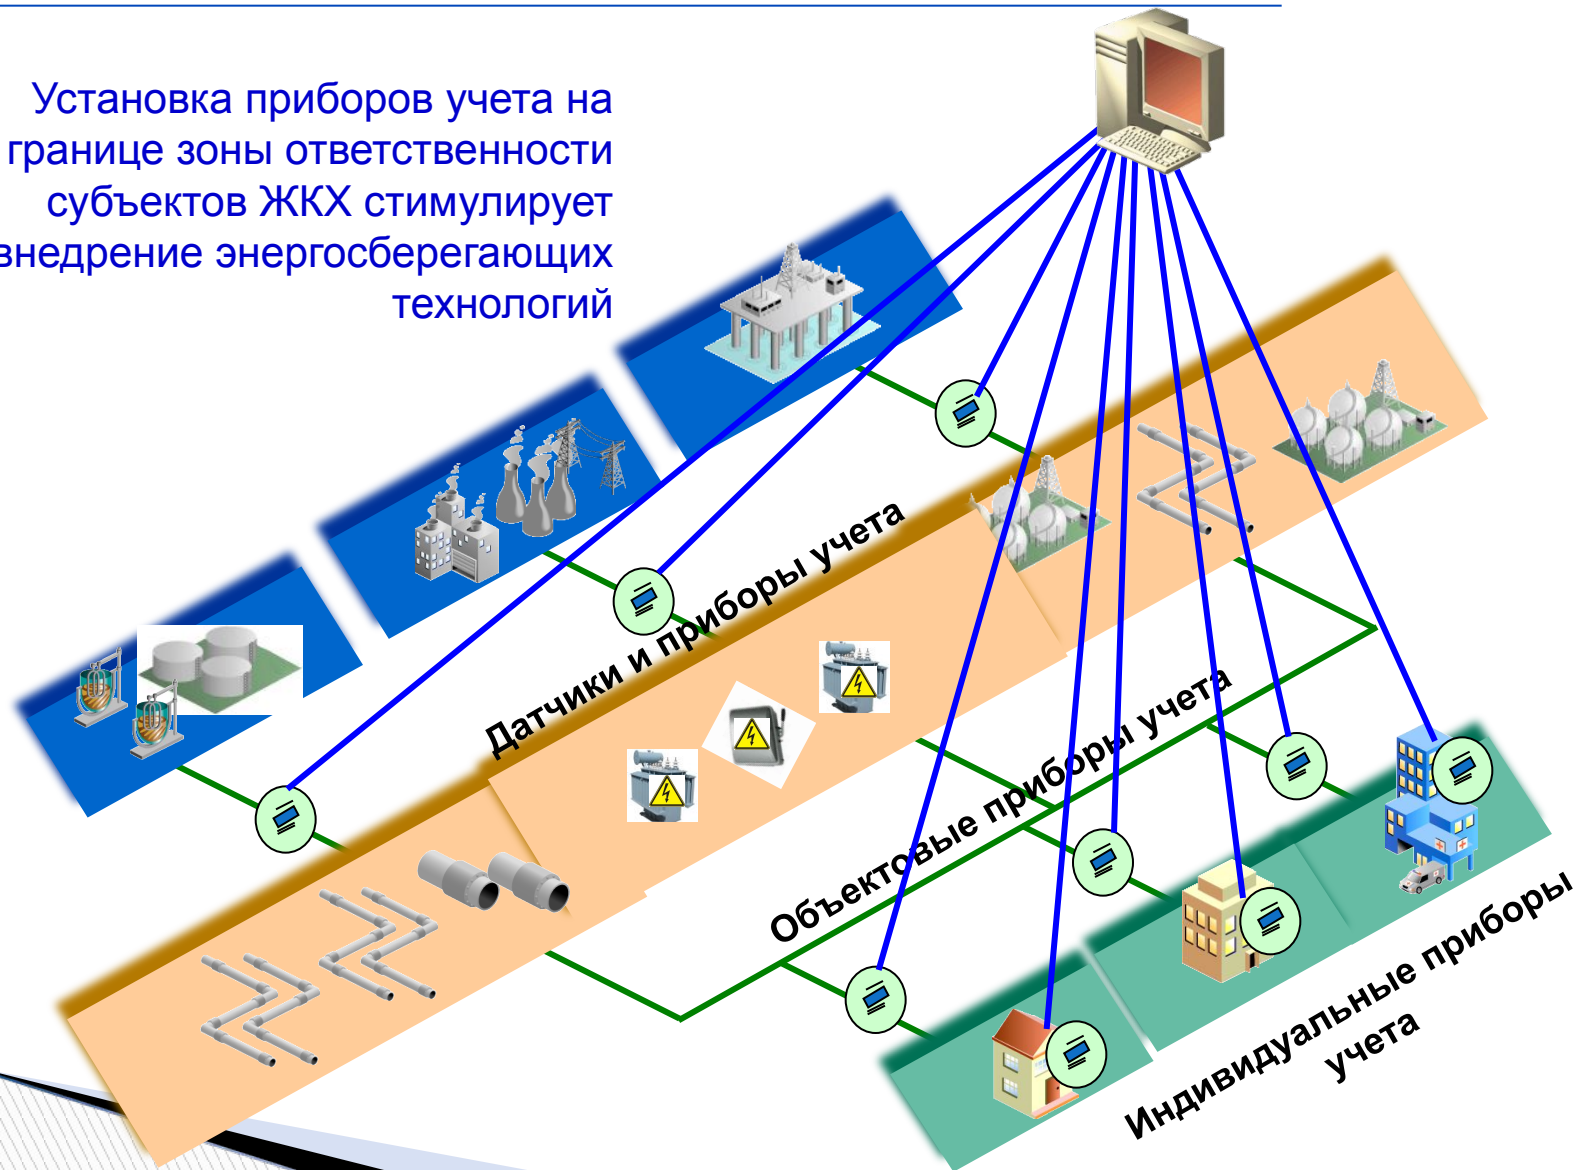 Установка приборов учета на
границе зоны ответственности
субъектов ЖКХ стимулирует
внедрение энергосберегающих
технологий
Датчики и приборы учета
Объектовые приборы учета
Индивидуальные приборы
учета